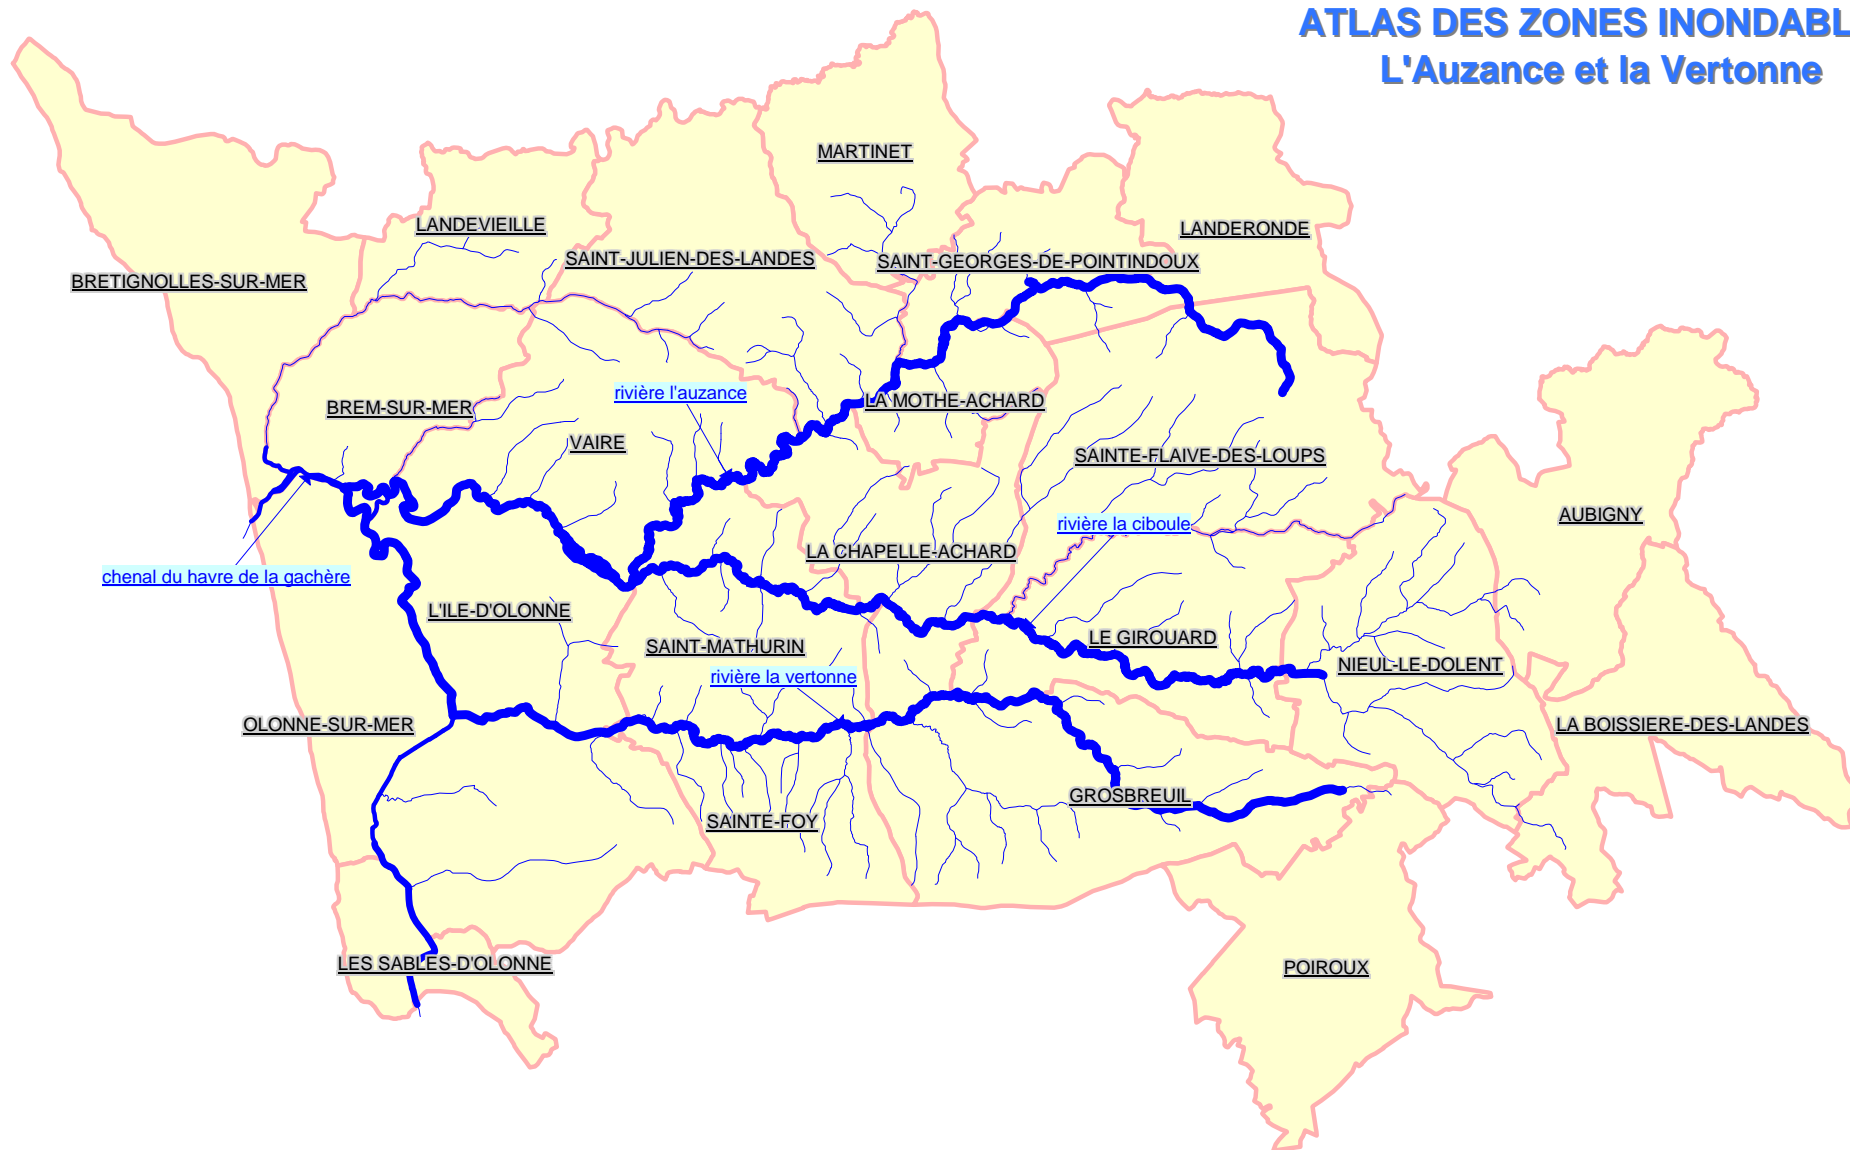 ATLAS DES ZONES INONDABL
L'Auzance et la Vertonne
MARTINET
LANDEVIEILLE
LANDERONDE
SAINT-JULIEN-DES-LANDES
SAINT-GEORGES-DE-POINTINDOUX
BRETIGNOLLES-SUR-MER
rivière l'auzance
LA MOTHE-ACHARD
BREM-SUR-MER
VAIRE
SAINTE-FLAIVE-DES-LOUPS
AUBIGNY
rivière la ciboule
LA CHAPELLE-ACHARD
chenal du havre de la gachère
L'ILE-D'OLONNE
LE GIROUARD
SAINT-MATHURIN
NIEUL-LE-DOLENT
rivière la vertonne
OLONNE-SUR-MER
LA BOISSIERE-DES-LANDES
GROSBREUIL
SAINTE-FOY
LES SABLES-D'OLONNE
POIROUX